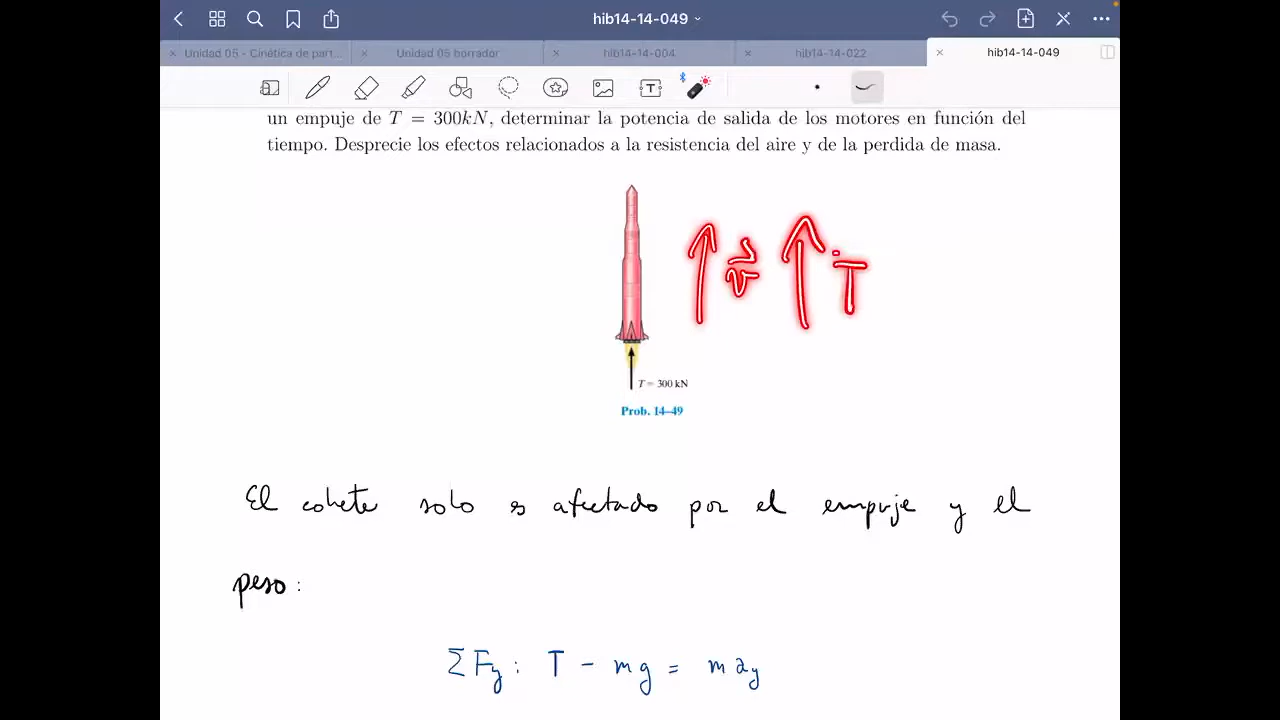 hib14-14-049
Unidad 05 - Cinética de part...
Unidad 05 borrador
hib14-14-004
hib14-14-022
hib14-14-049
un empuje de T = 300kN, determinar la potencia de salida de los motores en función del
tiempo. Desprecie los efectos relacionados a la resistencia del aire y de la perdida de masa.
v⃗ T
T = 300 kN
Prob. 14–49
El cohete solo es afectado por el empuje y el
peso:
ΣFy: T - mg = m ay